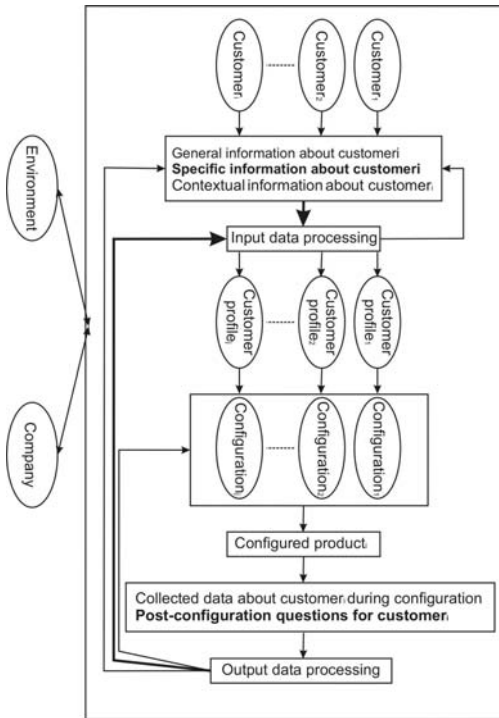 Customerᵢ
Customer₂
Customer₁
General information about customeri
Specific information about customeri
Contextual information about customerᵢ
Input data processing
Customer
profileⱼ
Customer
profile₂
Customer
profile₁
Configurationⱼ
Configuration₂
Configuration₁
Configured productᵢ
Collected data about customerᵢ during configuration
Post-configuration questions for customerᵢ
Output data processing
Environment
Company